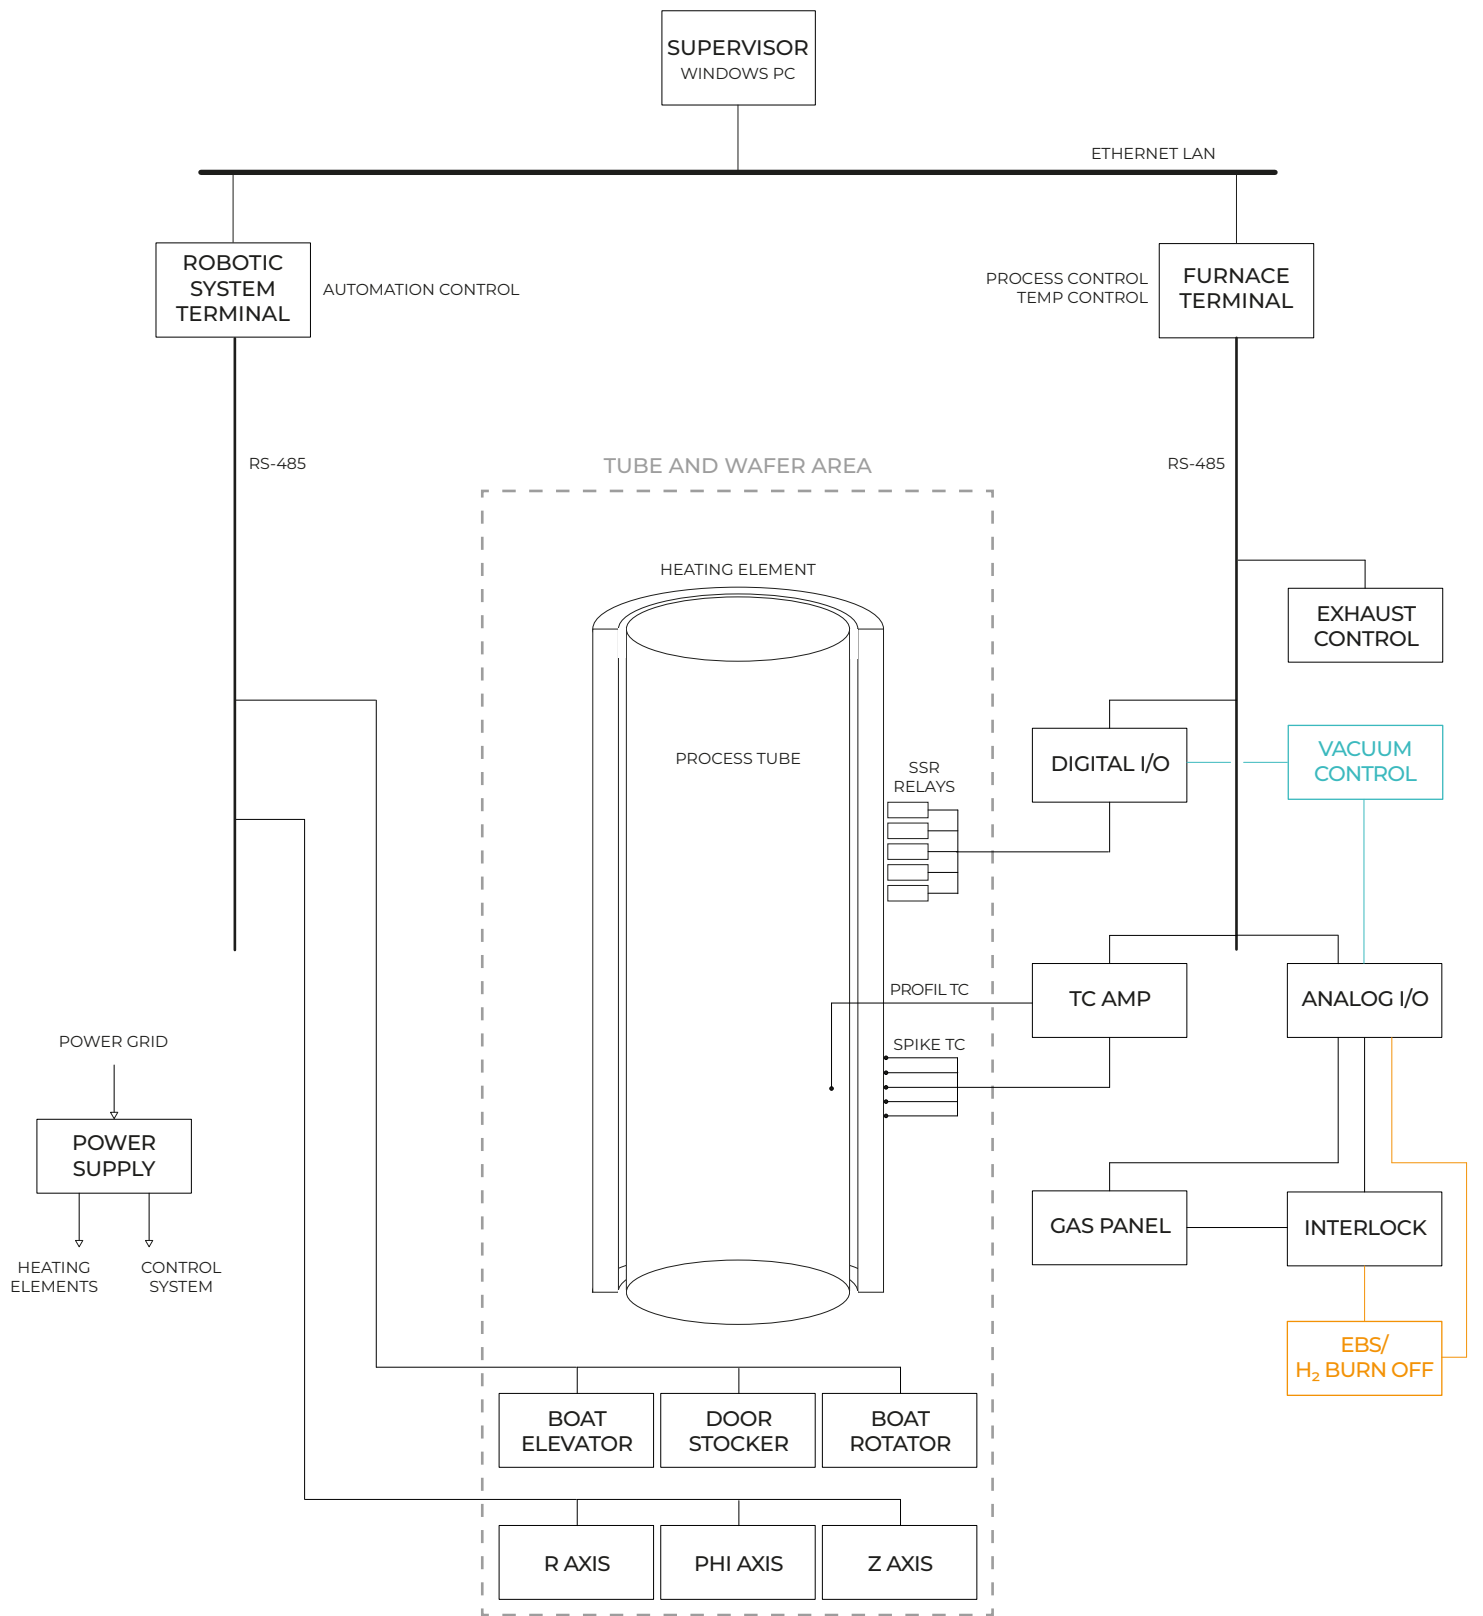 SUPERVISOR
WINDOWS PC
ETHERNET LAN
ROBOTIC
SYSTEM
TERMINAL
AUTOMATION CONTROL
PROCESS CONTROL
TEMP CONTROL
FURNACE
TERMINAL
RS-485
RS-485
TUBE AND WAFER AREA
HEATING ELEMENT
EXHAUST
CONTROL
PROCESS TUBE
SSR
RELAYS
DIGITAL I/O
VACUUM
CONTROL
PROFIL TC
TC AMP
ANALOG I/O
SPIKE TC
POWER GRID
POWER
SUPPLY
HEATING
ELEMENTS
CONTROL
SYSTEM
GAS PANEL
INTERLOCK
EBS/
H₂ BURN OFF
BOAT
ELEVATOR
DOOR
STOCKER
BOAT
ROTATOR
R AXIS
PHI AXIS
Z AXIS